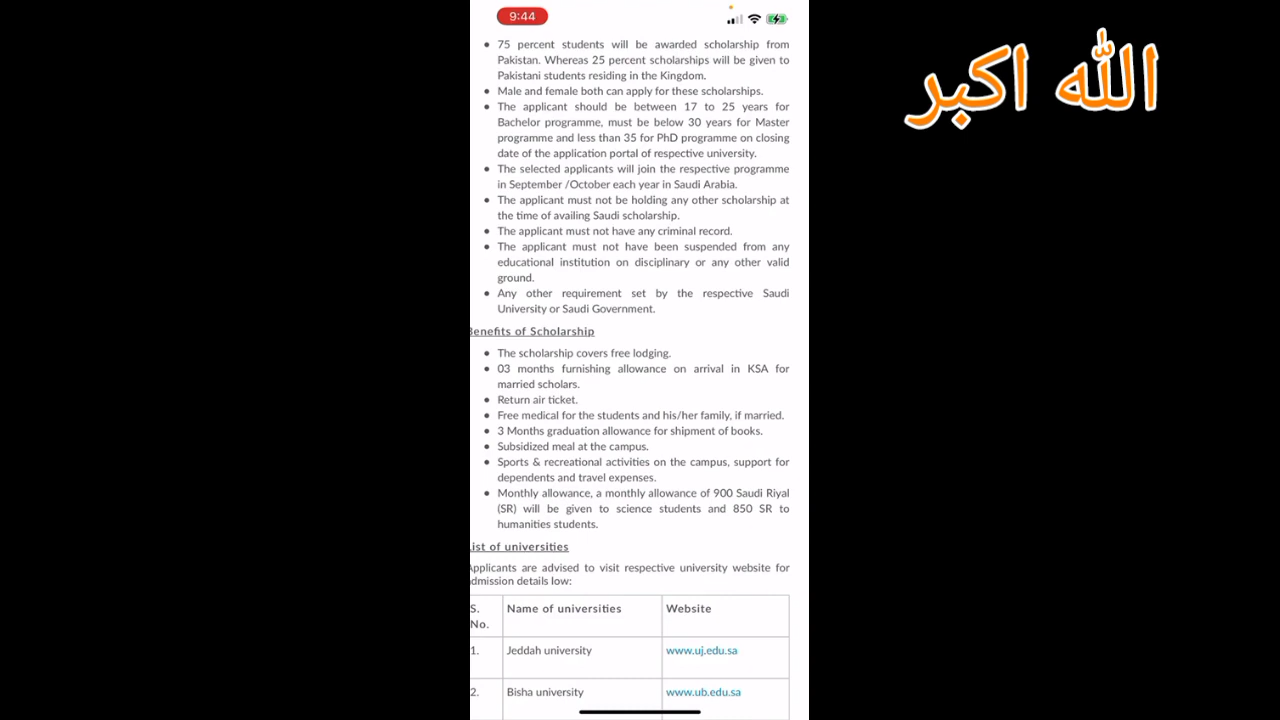 9:44
الله اكبر
• 75 percent students will be awarded scholarship from
Pakistan. Whereas 25 percent scholarships will be given to
Pakistani students residing in the Kingdom.
• Male and female both can apply for these scholarships.
• The applicant should be between 17 to 25 years for
Bachelor programme, must be below 30 years for Master
programme and less than 35 for PhD programme on closing
date of the application portal of respective university.
• The selected applicants will join the respective programme
in September /October each year in Saudi Arabia.
• The applicant must not be holding any other scholarship at
the time of availing Saudi scholarship.
• The applicant must not have any criminal record.
• The applicant must not have been suspended from any
educational institution on disciplinary or any other valid
ground.
• Any other requirement set by the respective Saudi
University or Saudi Government.
Benefits of Scholarship
• The scholarship covers free lodging.
• 03 months furnishing allowance on arrival in KSA for
married scholars.
• Return air ticket.
• Free medical for the students and his/her family, if married.
• 3 Months graduation allowance for shipment of books.
• Subsidized meal at the campus.
• Sports & recreational activities on the campus, support for
dependents and travel expenses.
• Monthly allowance, a monthly allowance of 900 Saudi Riyal
(SR) will be given to science students and 850 SR to
humanities students.
List of universities
Applicants are advised to visit respective university website for
admission details low:
S. No. Name of universities Website
1. Jeddah university www.uj.edu.sa
2. Bisha university www.ub.edu.sa